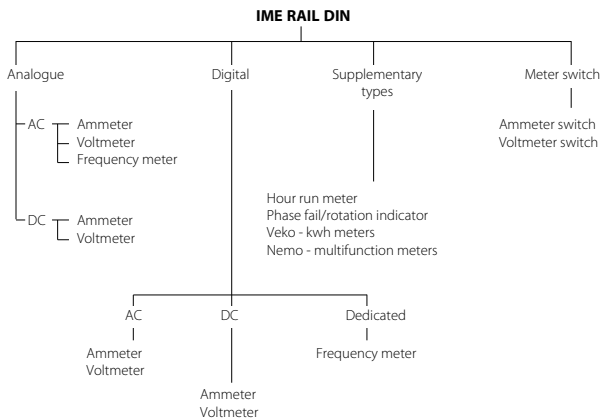 IME RAIL DIN
Analogue
Digital
Supplementary
types
Meter switch
AC
Ammeter
Voltmeter
Frequency meter
DC
Ammeter
Voltmeter
Ammeter switch
Voltmeter switch
Hour run meter
Phase fail/rotation indicator
Veko - kwh meters
Nemo - multifunction meters
AC
DC
Dedicated
Ammeter
Voltmeter
Frequency meter
Ammeter
Voltmeter